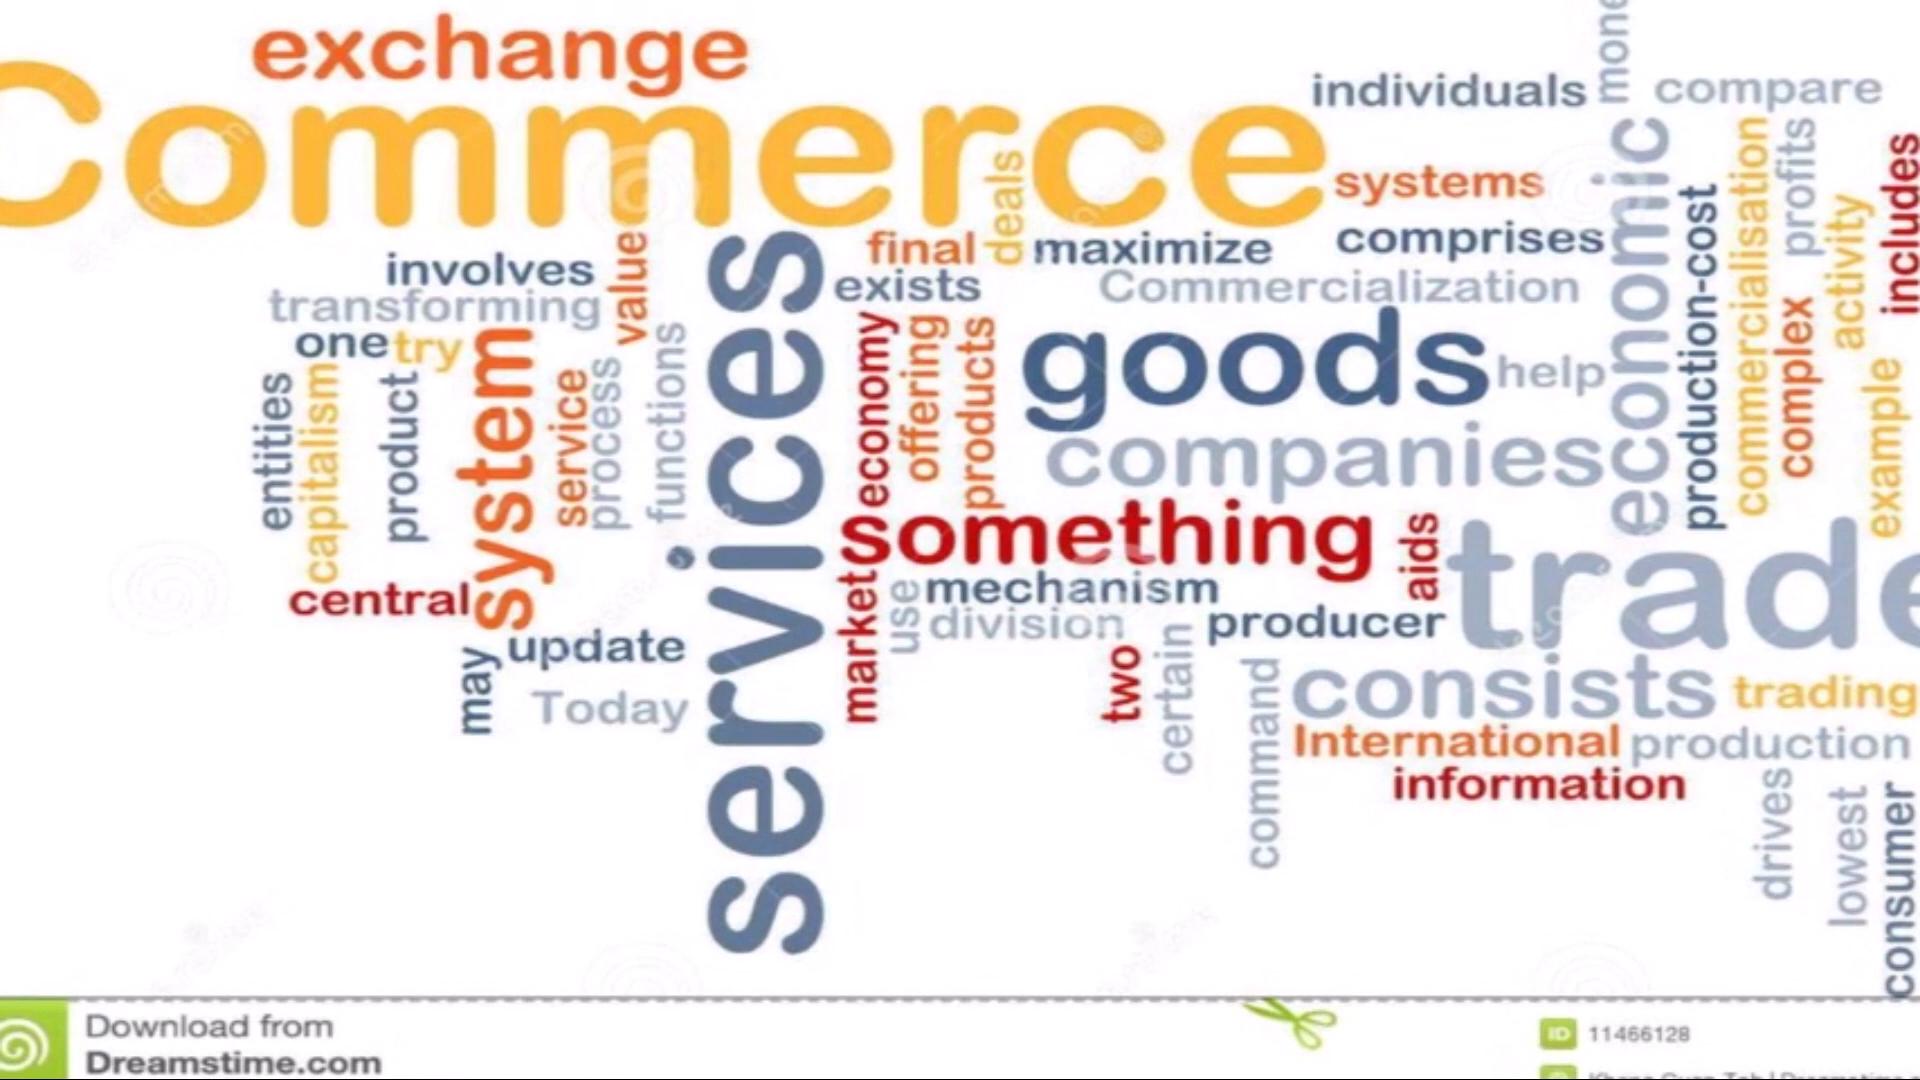 exchange
Commerce
individuals
compare
systems
deals
final
maximize
comprises
economic
production-cost
commercialisation
profits
activity
includes
involves
value
exists
Commercialization
transforming
services
one
try
system
functions
economy
offering
products
goods
help
complex
entities
capitalism
product
service
process
companies
example
something
aids
trade
central
market
use
mechanism
division
producer
may
update
two
certain
consists
trading
Today
command
International
production
information
drives
lowest
consumer
Download from
Dreamstime.com
ID 11466128